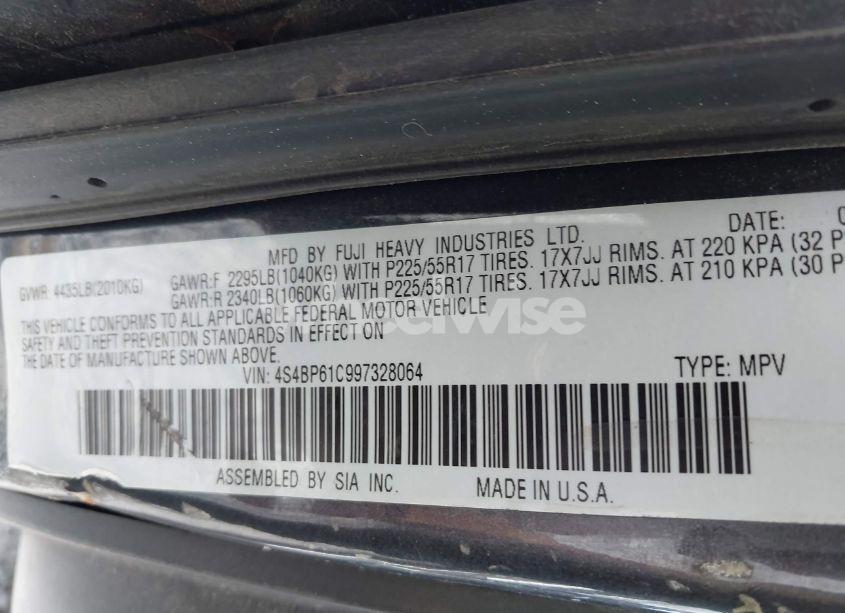 MFD BY FUJI HEAVY INDUSTRIES LTD. DATE:
GVWR: 4435LB(2010KG) GAWR:F 2295LB(1040KG) WITH P225/55R17 TIRES. 17X7JJ RIMS. AT 220 KPA (32 P
GAWR:R 2340LB(1060KG) WITH P225/55R17 TIRES. 17X7JJ RIMS. AT 210 KPA (30 P
THIS VEHICLE CONFORMS TO ALL APPLICABLE FEDERAL MOTOR VEHICLE
SAFETY AND THEFT PREVENTION STANDARDS IN EFFECT ON
THE DATE OF MANUFACTURE SHOWN ABOVE.
VIN: 4S4BP61C997328064 TYPE: MPV
ASSEMBLED BY SIA INC. MADE IN U.S.A.